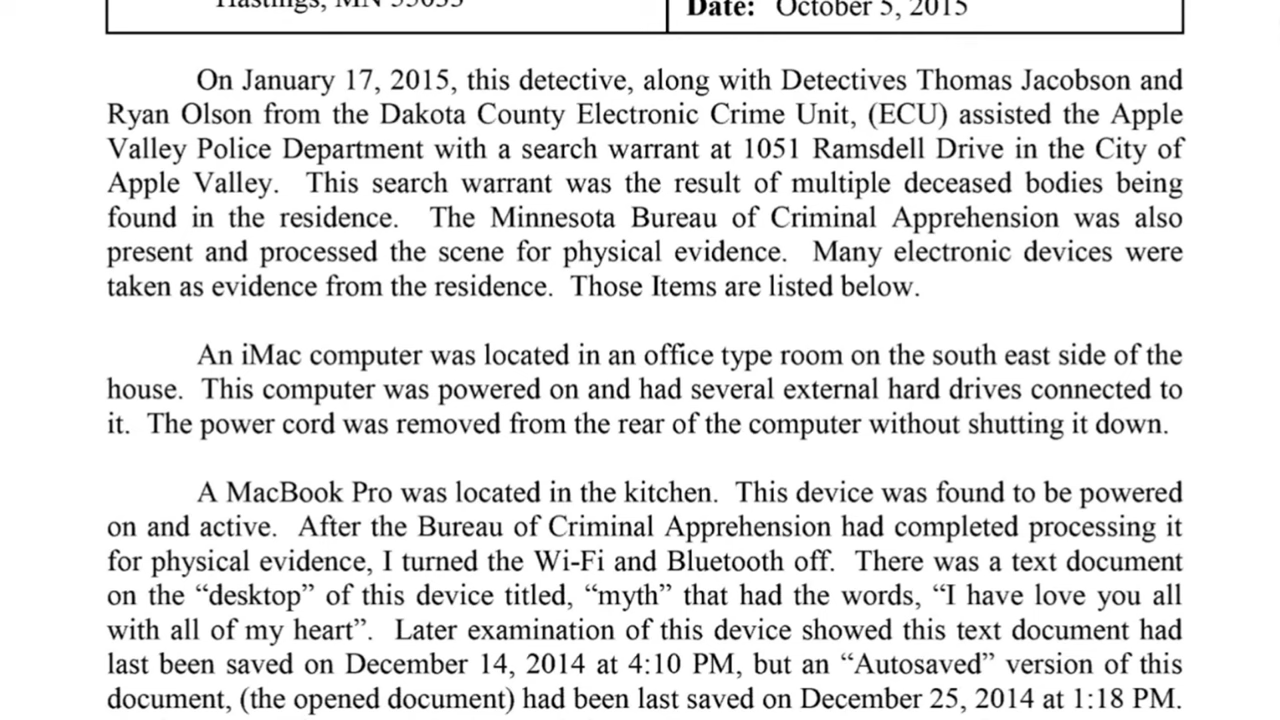 Hastings, MN 55033
Date: October 5, 2015
On January 17, 2015, this detective, along with Detectives Thomas Jacobson and
Ryan Olson from the Dakota County Electronic Crime Unit, (ECU) assisted the Apple
Valley Police Department with a search warrant at 1051 Ramsdell Drive in the City of
Apple Valley. This search warrant was the result of multiple deceased bodies being
found in the residence. The Minnesota Bureau of Criminal Apprehension was also
present and processed the scene for physical evidence. Many electronic devices were
taken as evidence from the residence. Those Items are listed below.
An iMac computer was located in an office type room on the south east side of the
house. This computer was powered on and had several external hard drives connected to
it. The power cord was removed from the rear of the computer without shutting it down.
A MacBook Pro was located in the kitchen. This device was found to be powered
on and active. After the Bureau of Criminal Apprehension had completed processing it
for physical evidence, I turned the Wi-Fi and Bluetooth off. There was a text document
on the “desktop” of this device titled, “myth” that had the words, “I have love you all
with all of my heart”. Later examination of this device showed this text document had
last been saved on December 14, 2014 at 4:10 PM, but an “Autosaved” version of this
document, (the opened document) had been last saved on December 25, 2014 at 1:18 PM.